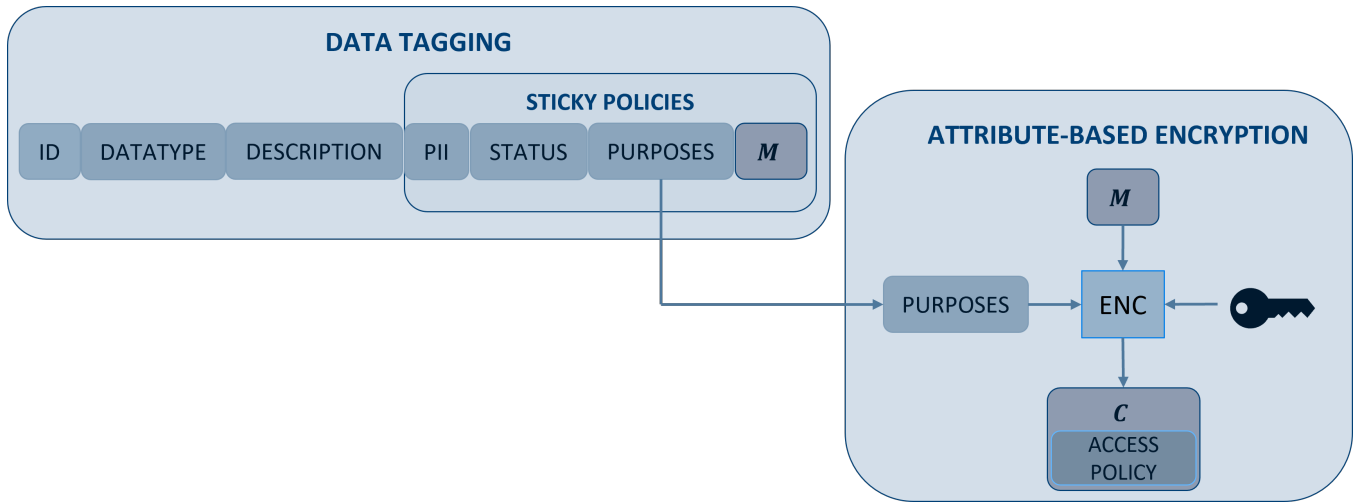 DATA TAGGING
STICKY POLICIES
ID DATATYPE DESCRIPTION PII STATUS PURPOSES M
ATTRIBUTE-BASED ENCRYPTION
M
PURPOSES ENC
C
ACCESS
POLICY